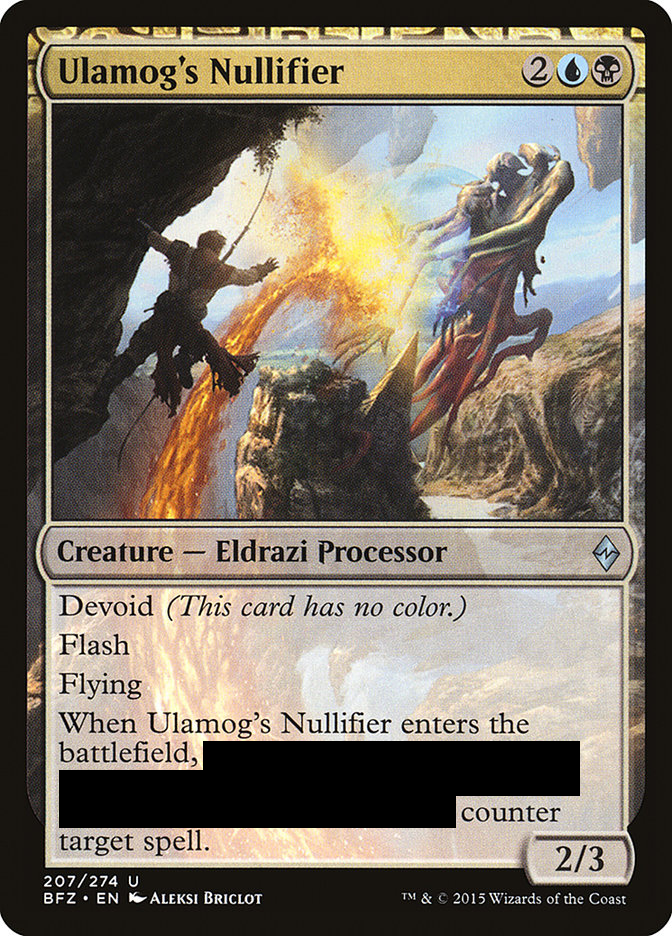 Ulamog's Nullifier 2
Creature — Eldrazi Processor
Devoid (This card has no color.)
Flash
Flying
When Ulamog's Nullifier enters the
battlefield,
counter
target spell.
2/3
207/274 U
BFZ • EN ALEKSI BRICLOT
™ & © 2015 Wizards of the Coast